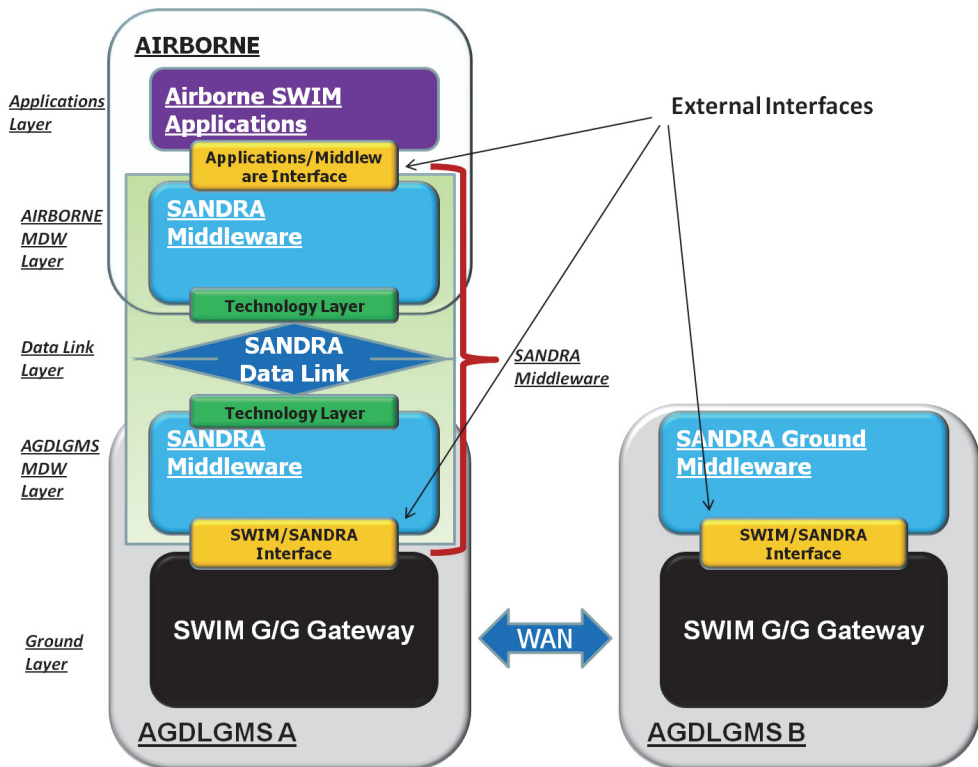 AIRBORNE
Applications
Layer
Airborne SWIM
Applications
External Interfaces
Applications/Middlew
are Interface
AIRBORNE
MDW
Layer
SANDRA
Middleware
Technology Layer
Data Link
Layer
SANDRA
Data Link
SANDRA
Middleware
Technology Layer
AGDLGMS
MDW
Layer
SANDRA
Middleware
SANDRA Ground
Middleware
SWIM/SANDRA
Interface
SWIM/SANDRA
Interface
Ground
Layer
SWIM G/G Gateway
WAN
SWIM G/G Gateway
AGDLGMS A
AGDLGMS B